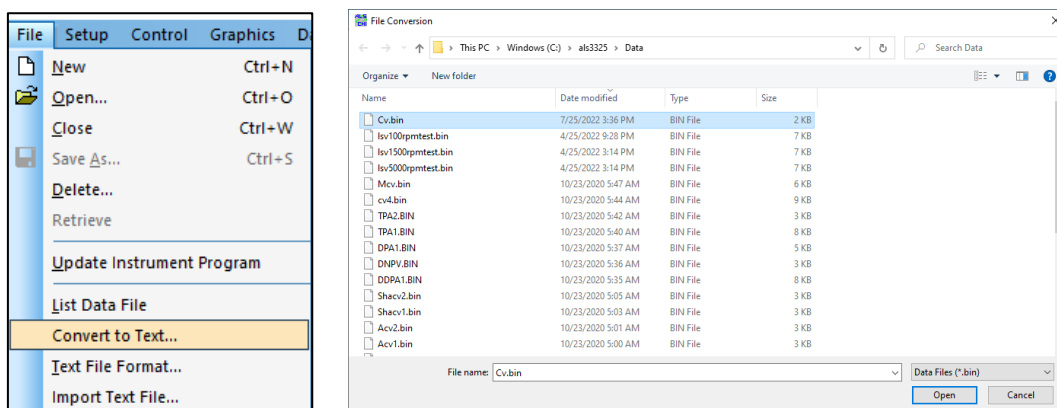 File Setup Control Graphics D
New Ctrl+N
Open... Ctrl+O
Close Ctrl+W
Save As... Ctrl+S
Delete...
Retrieve
Update Instrument Program
List Data File
Convert to Text...
Text File Format...
Import Text File...
File Conversion
This PC > Windows (C:) > als3325 > Data
Search Data
Organize New folder
Name Date modified Type Size
Cv.bin 7/25/2022 3:36 PM BIN File 2 KB
lsv100rpmtest.bin 4/25/2022 9:28 PM BIN File 7 KB
lsv1500rpmtest.bin 4/25/2022 3:14 PM BIN File 7 KB
lsv5000rpmtest.bin 4/25/2022 3:14 PM BIN File 7 KB
Mcv.bin 10/23/2020 5:47 AM BIN File 6 KB
cv4.bin 10/23/2020 5:44 AM BIN File 9 KB
TPA2.BIN 10/23/2020 5:42 AM BIN File 3 KB
TPA1.BIN 10/23/2020 5:40 AM BIN File 8 KB
DPA1.BIN 10/23/2020 5:37 AM BIN File 5 KB
DNPV.BIN 10/23/2020 5:36 AM BIN File 3 KB
DDPA1.BIN 10/23/2020 5:35 AM BIN File 8 KB
Shacv2.bin 10/23/2020 5:05 AM BIN File 3 KB
Shacv1.bin 10/23/2020 5:03 AM BIN File 3 KB
Acv2.bin 10/23/2020 5:01 AM BIN File 3 KB
Acv1.bin 10/23/2020 5:00 AM BIN File 3 KB
File name: Cv.bin Data Files (*.bin)
Open Cancel